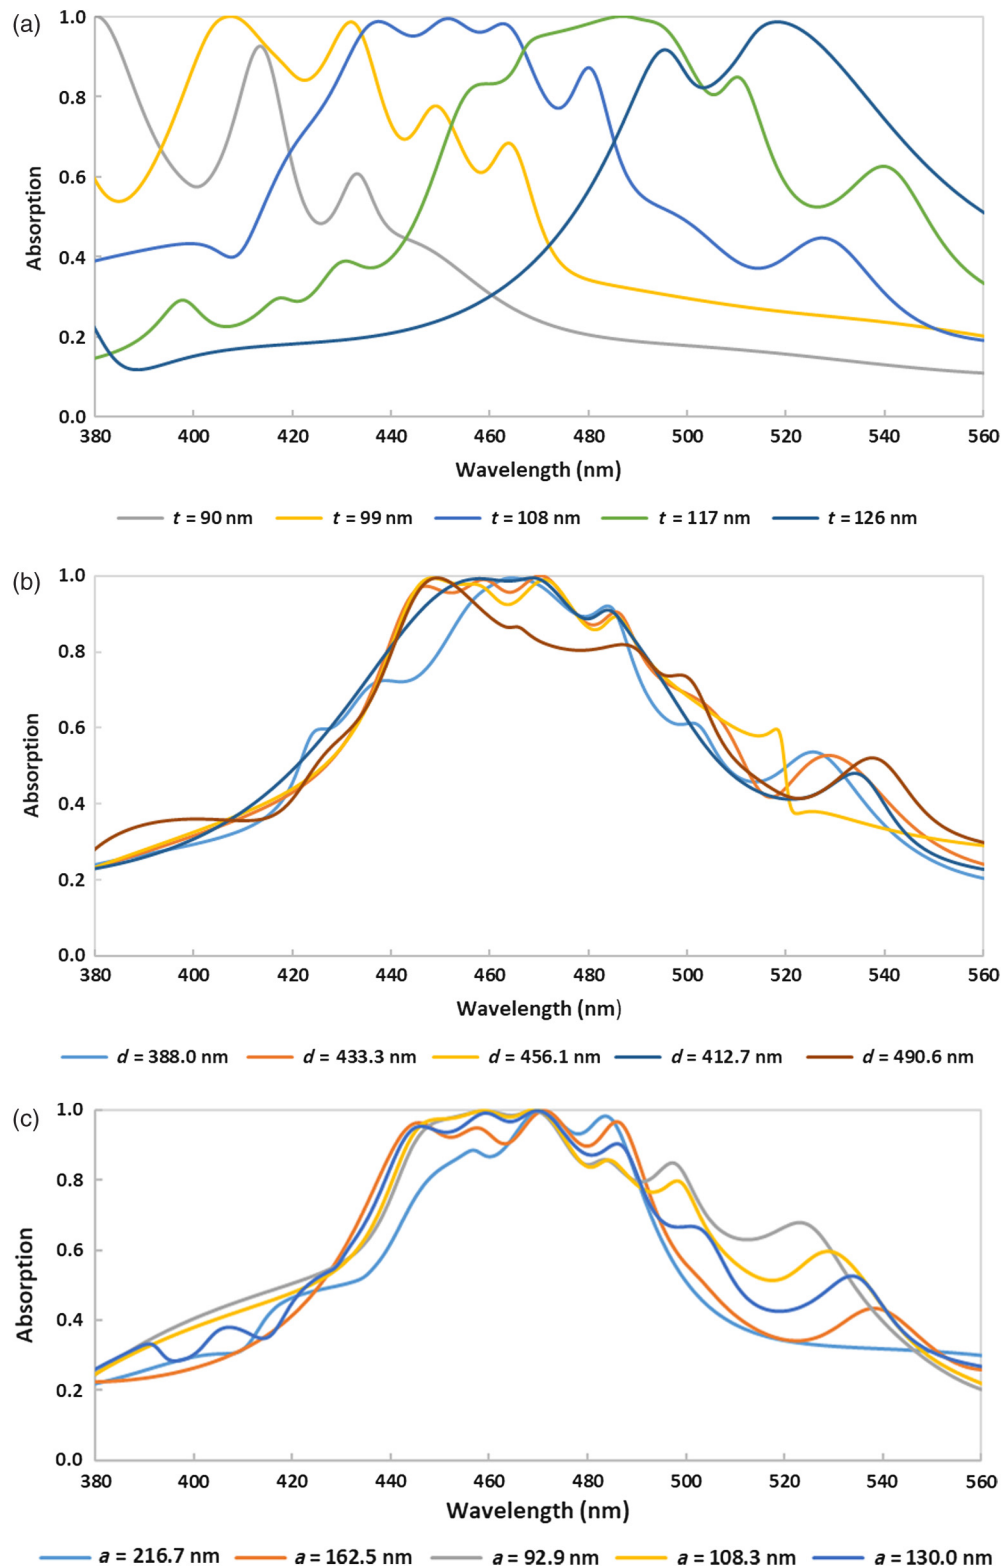 (a)
1.0
0.8
0.6
0.4
0.2
0.0
Absorption
380 400 420 440 460 480 500 520 540 560
Wavelength (nm)
t = 90 nm t = 99 nm t = 108 nm t = 117 nm t = 126 nm
(b)
1.0
0.8
0.6
0.4
0.2
0.0
Absorption
380 400 420 440 460 480 500 520 540 560
Wavelength (nm)
d = 388.0 nm d = 433.3 nm d = 456.1 nm d = 412.7 nm d = 490.6 nm
(c)
1.0
0.8
0.6
0.4
0.2
0.0
Absorption
380 400 420 440 460 480 500 520 540 560
Wavelength (nm)
a = 216.7 nm a = 162.5 nm a = 92.9 nm a = 108.3 nm a = 130.0 nm